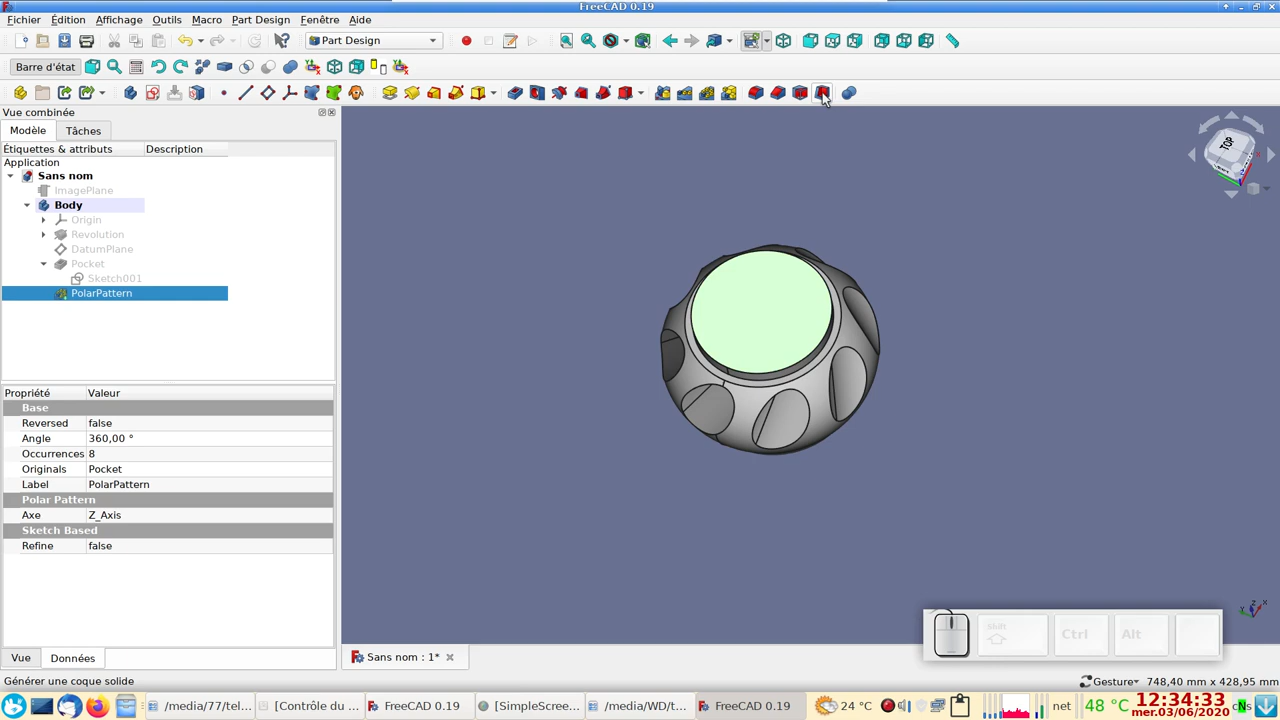 FreeCAD 0.19
Fichier Édition Affichage Outils Macro Part Design Fenêtre Aide
Part Design
Barre d'état
Vue combinée
Modèle Tâches
Étiquettes & attributs Description
Application
Sans nom
ImagePlane
Body
Origin
Revolution
DatumPlane
Pocket
Sketch001
PolarPattern
TOP
Propriété Valeur
Base
Reversed false
Angle 360,00 °
Occurrences 8
Originals Pocket
Label PolarPattern
Polar Pattern
Axe Z_Axis
Sketch Based
Refine false
Shift
Ctrl Alt
Vue Données
Sans nom : 1*
Générer une coque solide
Gesture 748,40 mm x 428,95 mm
/media/77/tel... [Contrôle du ... FreeCAD 0.19 [SimpleScree... /media/WD/t... FreeCAD 0.19 24 °C net 48 °C 12:34:33
mer.03/06/2020